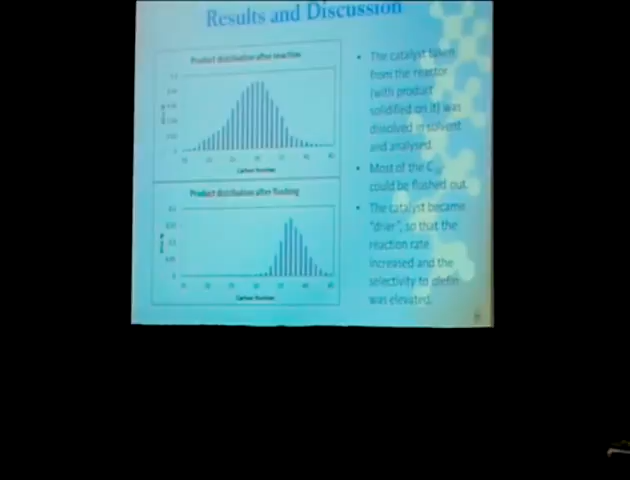 Results and Discussion
Product distribution after reaction
Carbon Number
Product distribution after flushing
Carbon Number
• The catalyst taken
from the reactor
(with product
solidified on it) was
dissolved in solvent
and analysed.
• Most of the C
could be flushed out.
• The catalyst became
"drier", so that the
reaction rate
increased and the
selectivity to olefin
was elevated.